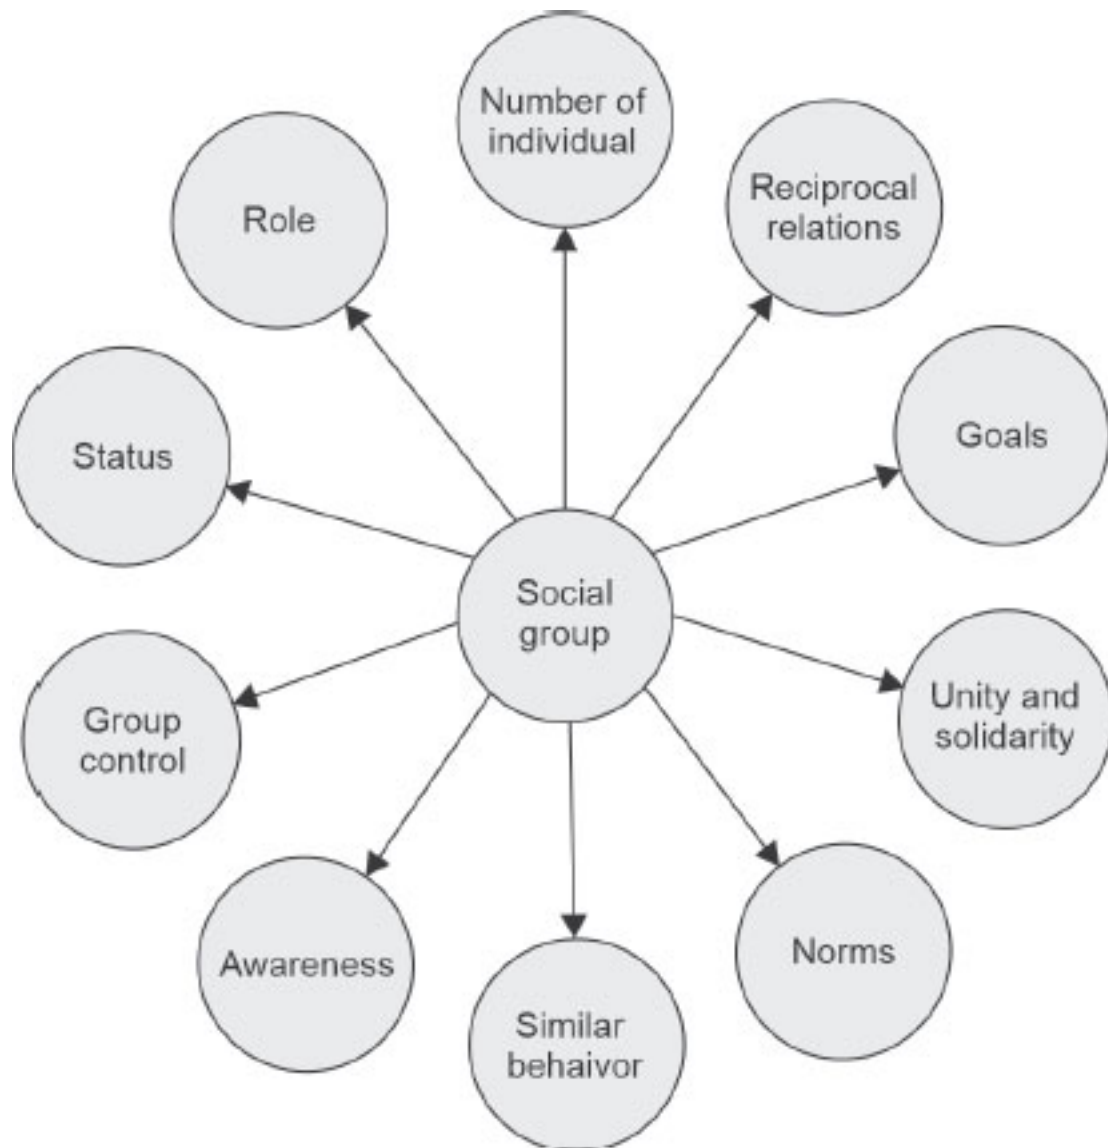 Number of
individual
Reciprocal
relations
Role
Goals
Status
Social
group
Unity and
solidarity
Group
control
Norms
Awareness
Similar
behaivor